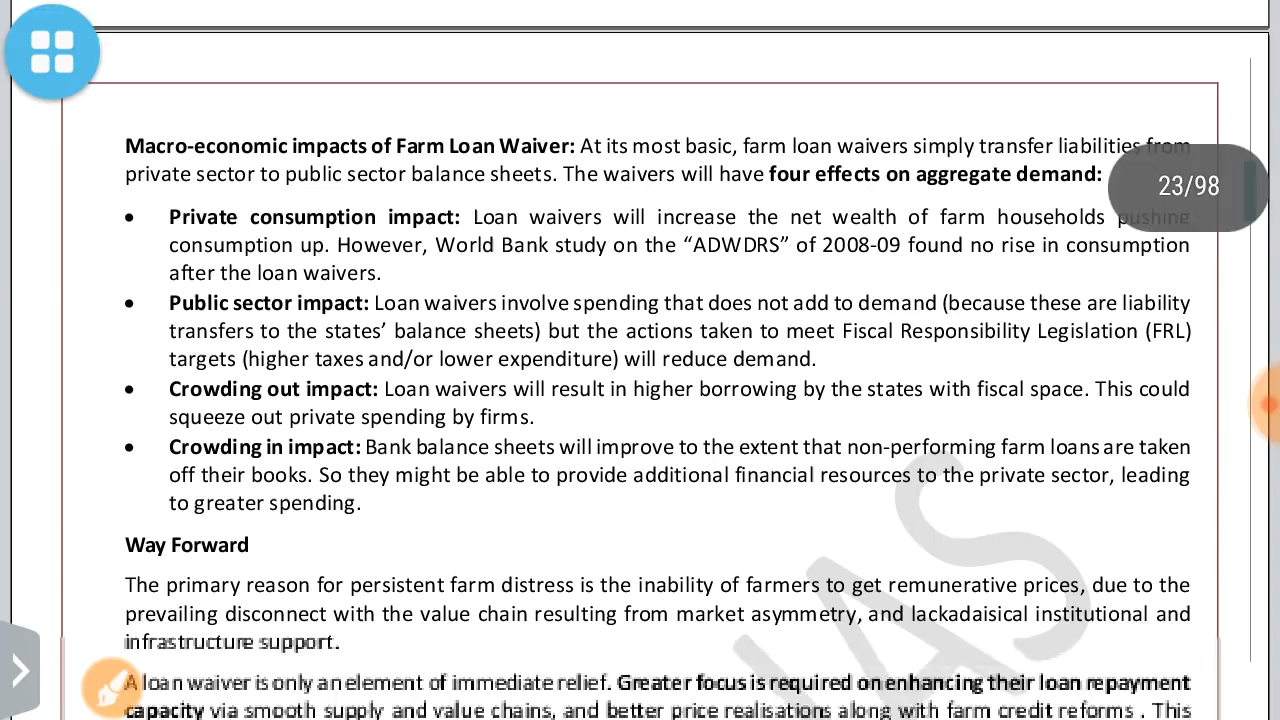 Macro-economic impacts of Farm Loan Waiver: At its most basic, farm loan waivers simply transfer liabilities from
private sector to public sector balance sheets. The waivers will have four effects on aggregate demand:
23/98
• Private consumption impact: Loan waivers will increase the net wealth of farm households pushing
consumption up. However, World Bank study on the “ADWDRS” of 2008-09 found no rise in consumption
after the loan waivers.
• Public sector impact: Loan waivers involve spending that does not add to demand (because these are liability
transfers to the states’ balance sheets) but the actions taken to meet Fiscal Responsibility Legislation (FRL)
targets (higher taxes and/or lower expenditure) will reduce demand.
• Crowding out impact: Loan waivers will result in higher borrowing by the states with fiscal space. This could
squeeze out private spending by firms.
• Crowding in impact: Bank balance sheets will improve to the extent that non-performing farm loans are taken
off their books. So they might be able to provide additional financial resources to the private sector, leading
to greater spending.
Way Forward
The primary reason for persistent farm distress is the inability of farmers to get remunerative prices, due to the
prevailing disconnect with the value chain resulting from market asymmetry, and lackadaisical institutional and
infrastructure support.
A loan waiver is only an element of immediate relief. Greater focus is required on enhancing their loan repayment
capacity via smooth supply and value chains, and better price realisations along with farm credit reforms . This
IAS